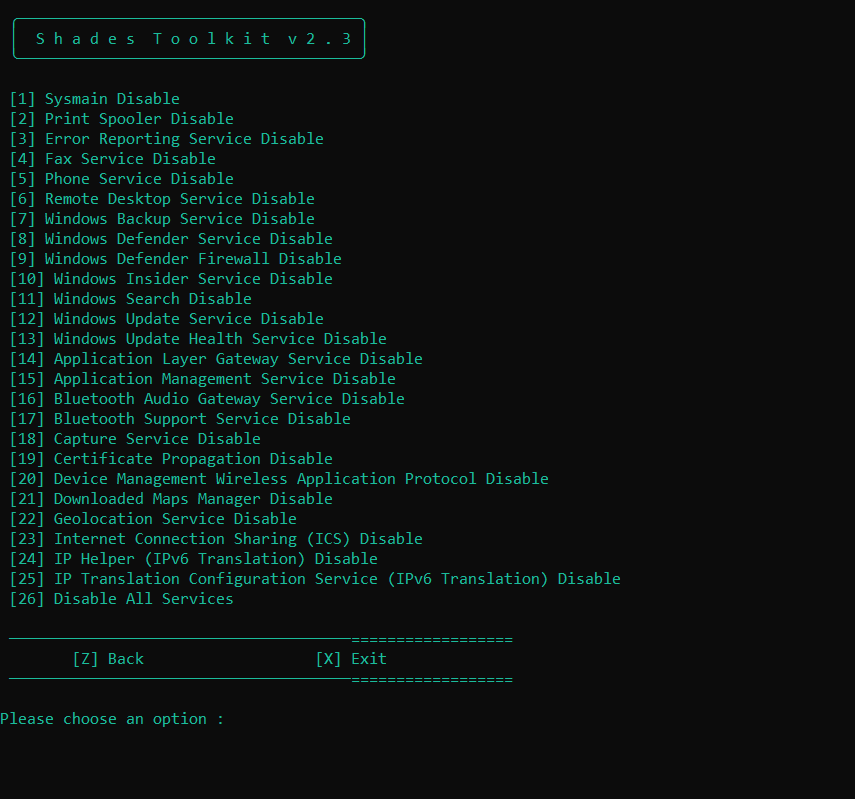 S h a d e s  T o o l k i t  v 2 . 3
[1] Sysmain Disable
[2] Print Spooler Disable
[3] Error Reporting Service Disable
[4] Fax Service Disable
[5] Phone Service Disable
[6] Remote Desktop Service Disable
[7] Windows Backup Service Disable
[8] Windows Defender Service Disable
[9] Windows Defender Firewall Disable
[10] Windows Insider Service Disable
[11] Windows Search Disable
[12] Windows Update Service Disable
[13] Windows Update Health Service Disable
[14] Application Layer Gateway Service Disable
[15] Application Management Service Disable
[16] Bluetooth Audio Gateway Service Disable
[17] Bluetooth Support Service Disable
[18] Capture Service Disable
[19] Certificate Propagation Disable
[20] Device Management Wireless Application Protocol Disable
[21] Downloaded Maps Manager Disable
[22] Geolocation Service Disable
[23] Internet Connection Sharing (ICS) Disable
[24] IP Helper (IPv6 Translation) Disable
[25] IP Translation Configuration Service (IPv6 Translation) Disable
[26] Disable All Services
[Z] Back [X] Exit
Please choose an option :